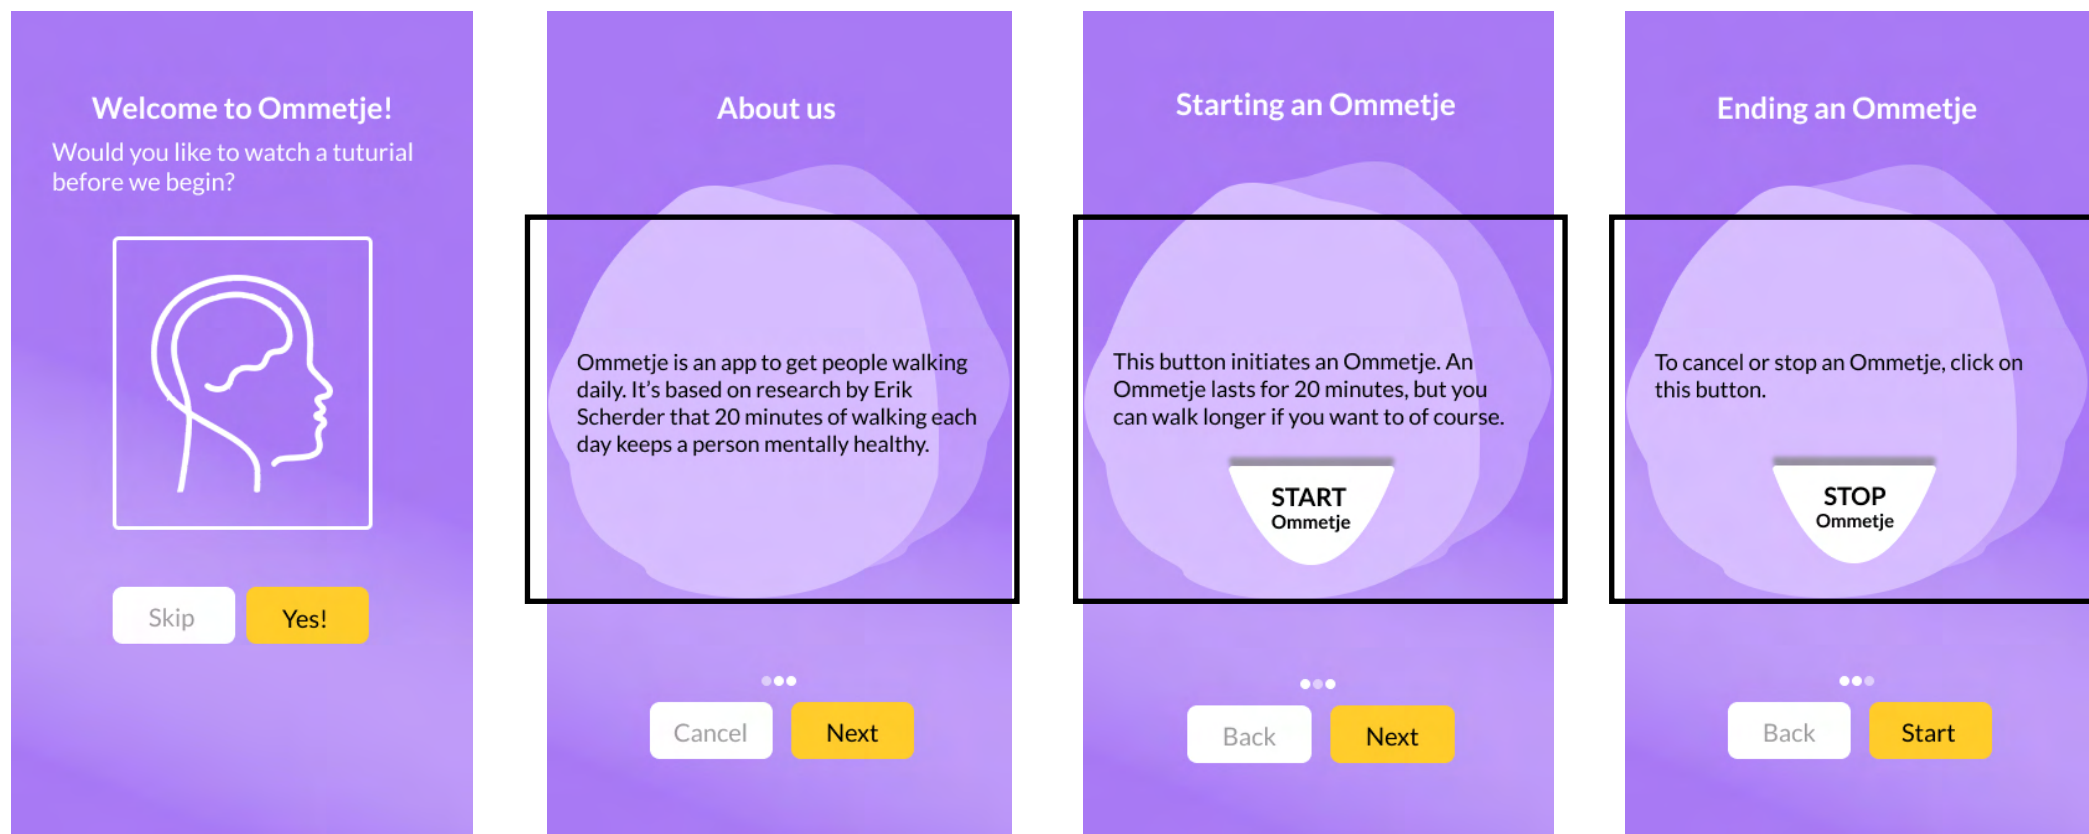 Welcome to Ommetje!
Would you like to watch a tuturial
before we begin?
Skip
Yes!
About us
Ommetje is an app to get people walking
daily. It's based on research by Erik
Scherder that 20 minutes of walking each
day keeps a person mentally healthy.
Cancel
Next
Starting an Ommetje
This button initiates an Ommetje. An
Ommetje lasts for 20 minutes, but you
can walk longer if you want to of course.
START
Ommetje
Back
Next
Ending an Ommetje
To cancel or stop an Ommetje, click on
this button.
STOP
Ommetje
Back
Start